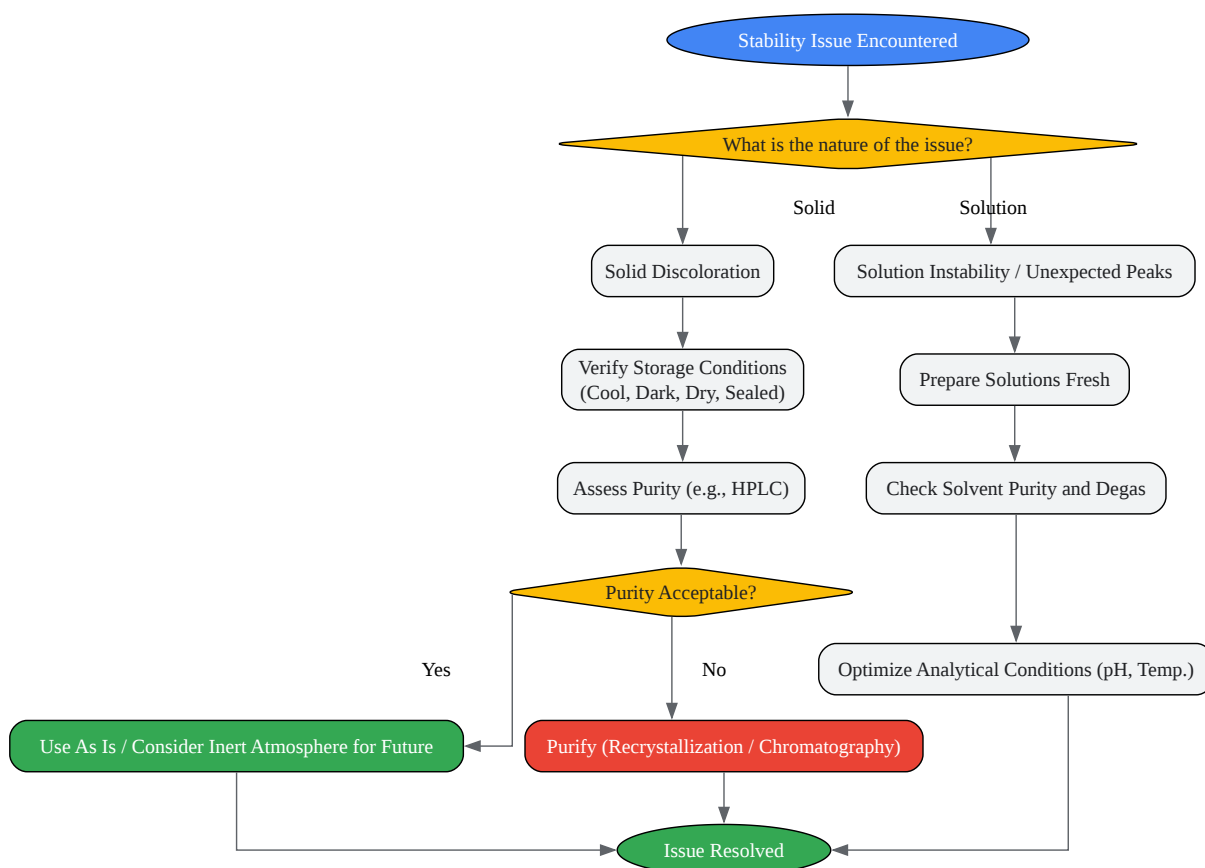 Stability Issue Encountered
What is the nature of the issue?
Solid
Solution
Solid Discoloration
Solution Instability / Unexpected Peaks
Verify Storage Conditions
(Cool, Dark, Dry, Sealed)
Prepare Solutions Fresh
Assess Purity (e.g., HPLC)
Check Solvent Purity and Degas
Purity Acceptable?
Yes
No
Optimize Analytical Conditions (pH, Temp.)
Use As Is / Consider Inert Atmosphere for Future
Purify (Recrystallization / Chromatography)
Issue Resolved